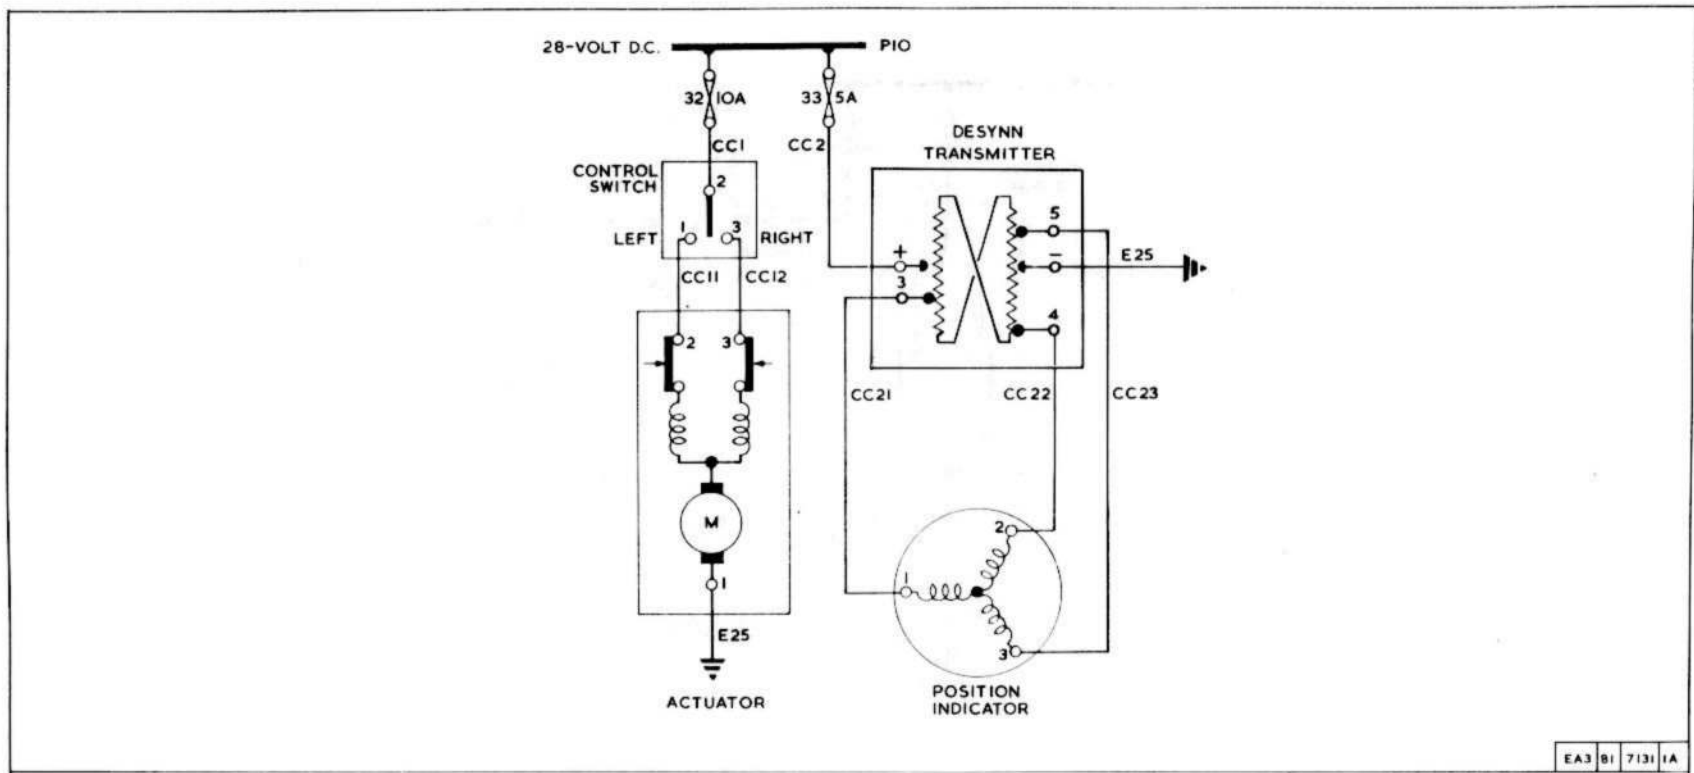 28-VOLT D.C.
P10
32
10A
33
5A
CC1
CC2
CONTROL
SWITCH
2
1
3
LEFT
RIGHT
CC11
CC12
DESYNN
TRANSMITTER
+
3
5
-
4
E25
2
3
M
1
E25
ACTUATOR
CC21
CC22
CC23
1
2
3
POSITION
INDICATOR
EA3 B1 7131 1A